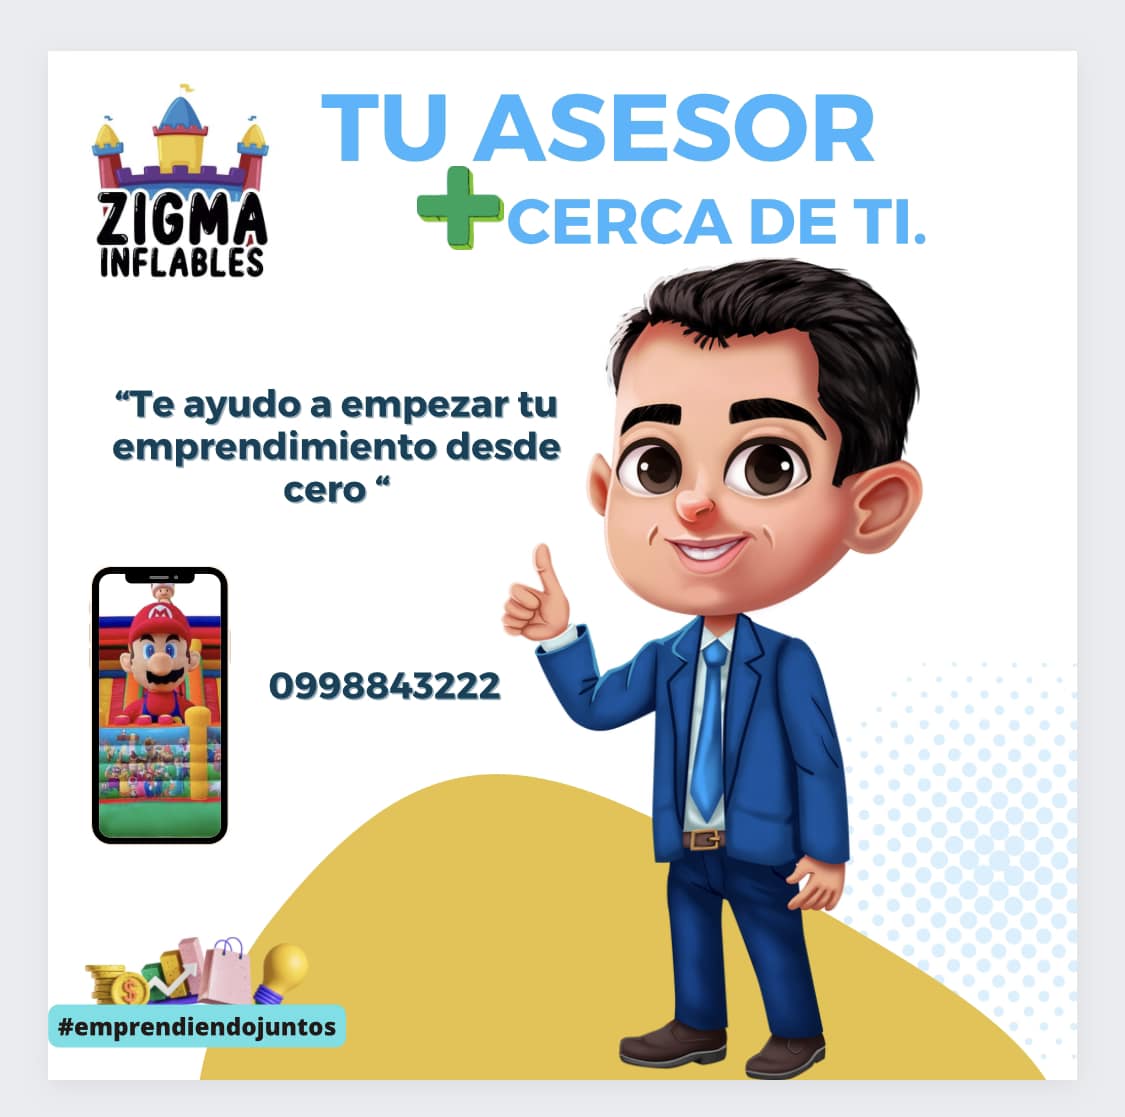 ZIGMA
INFLABLES
TU ASESOR
+CERCA DE TI.
“Te ayudo a empezar tu
emprendimiento desde
cero “
M
0998843222
$
#emprendiendojuntos